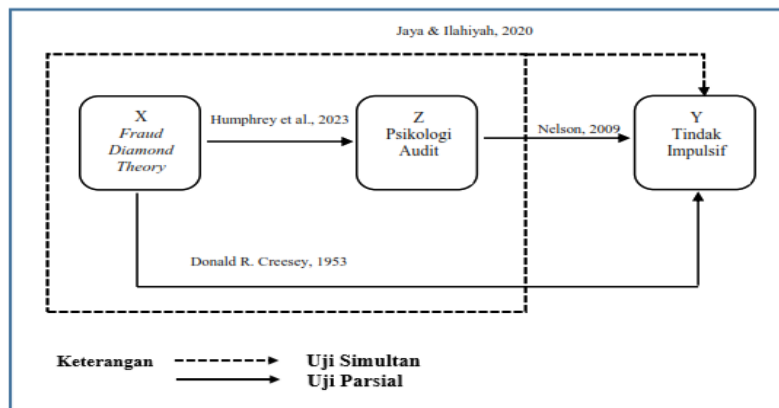 Jaya & Ilahiyah, 2020
X
Fraud
Diamond
Theory
Humphrey et al., 2023
Z
Psikologi
Audit
Nelson, 2009
Y
Tindak
Impulsif
Donald R. Creesey, 1953
Keterangan
Uji Simultan
Uji Parsial